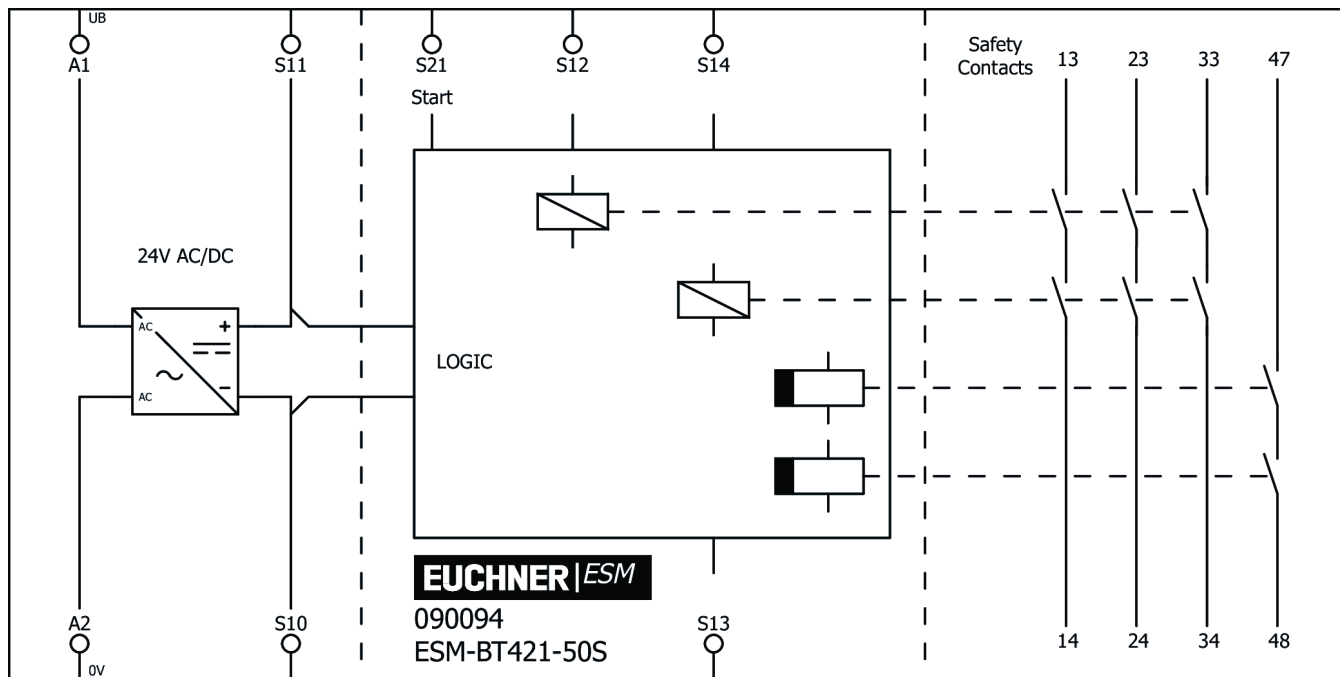 UB
A1
S11
S21
S12
S14
Safety
Contacts
13
23
33
47
Start
24V AC/DC
AC
+
AC
−
LOGIC
EUCHNER|ESM
090094
ESM-BT421-50S
A2
0V
S10
S13
14
24
34
48